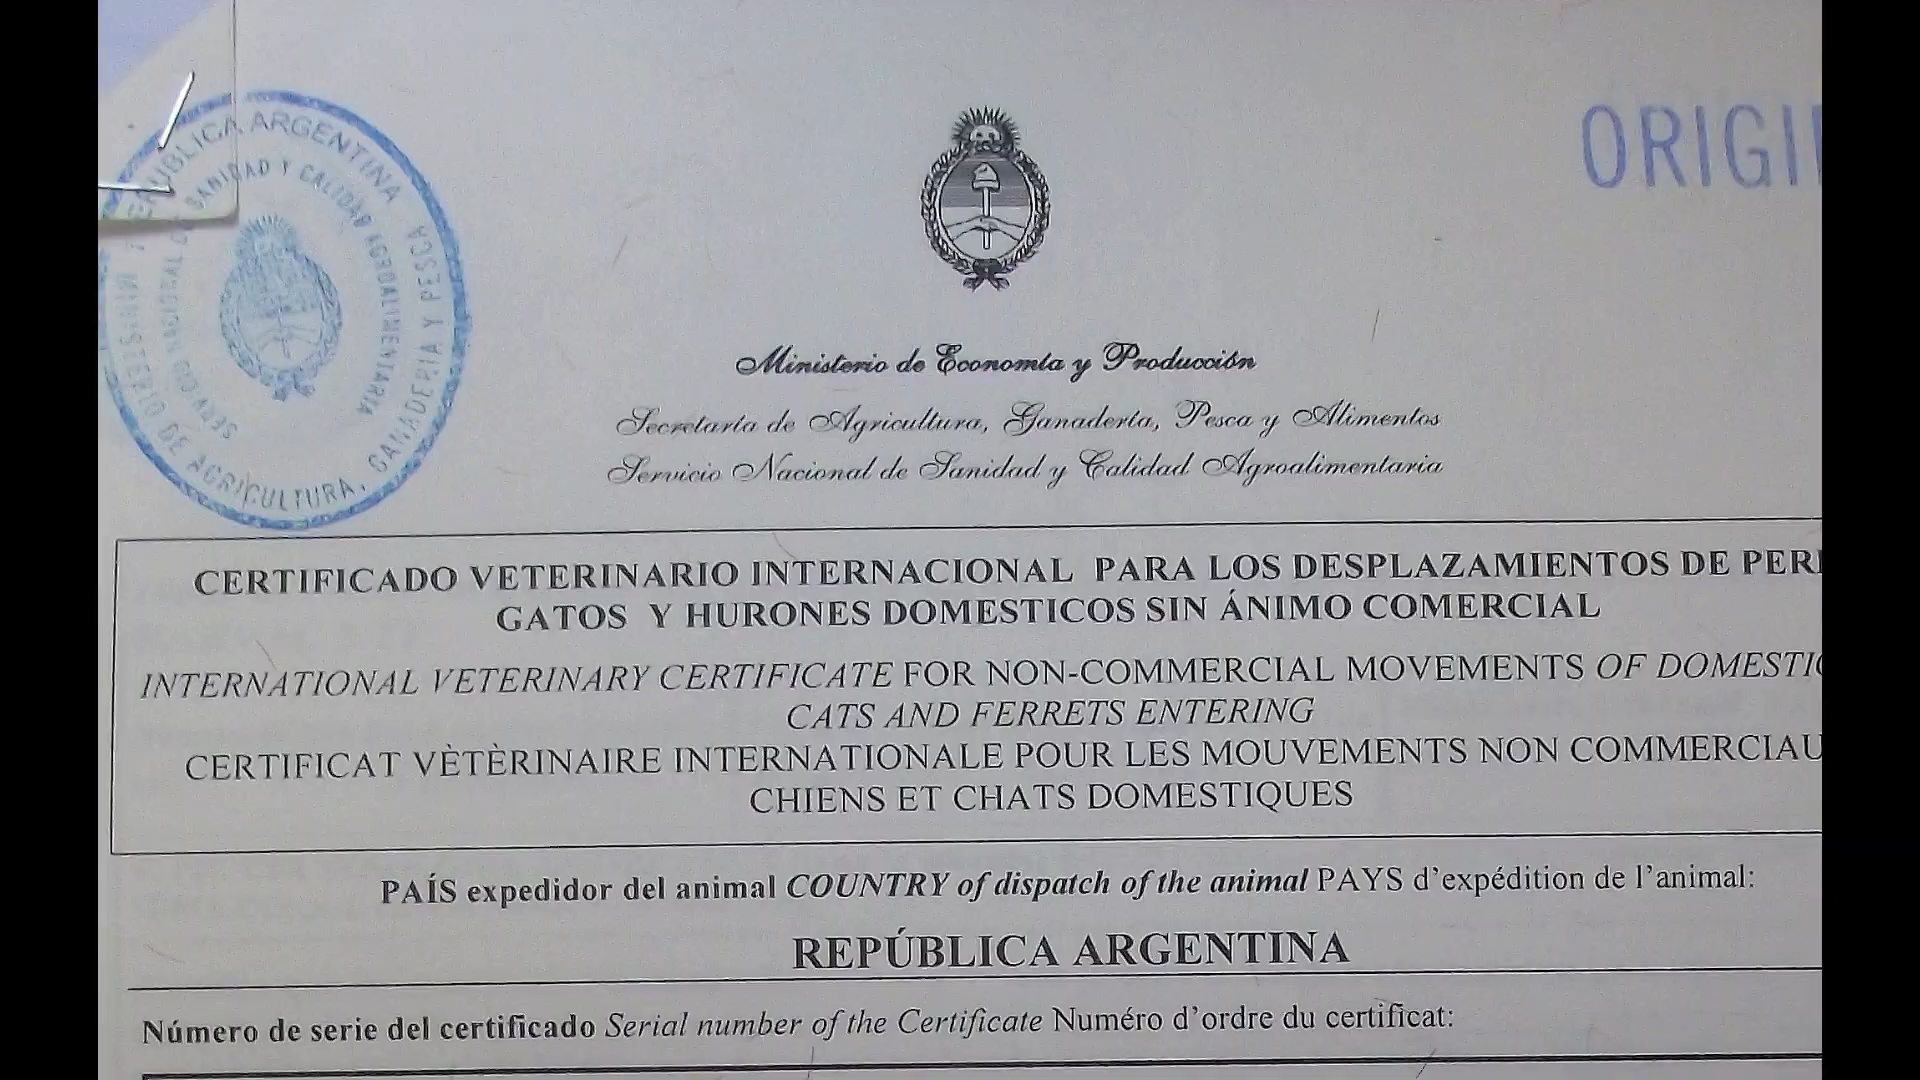 REPUBLICA ARGENTINA
MINISTERIO DE AGRICULTURA, GANADERIA Y PESCA
SERVICIO NACIONAL DE SANIDAD Y CALIDAD AGROALIMENTARIA
ORIGI
Ministerio de Economía y Producción
Secretaría de Agricultura, Ganadería, Pesca y Alimentos
Servicio Nacional de Sanidad y Calidad Agroalimentaria
CERTIFICADO VETERINARIO INTERNACIONAL PARA LOS DESPLAZAMIENTOS DE PER
GATOS Y HURONES DOMESTICOS SIN ÁNIMO COMERCIAL
INTERNATIONAL VETERINARY CERTIFICATE FOR NON-COMMERCIAL MOVEMENTS OF DOMESTIC
CATS AND FERRETS ENTERING
CERTIFICAT VÈTÈRINAIRE INTERNATIONALE POUR LES MOUVEMENTS NON COMMERCIAU
CHIENS ET CHATS DOMESTIQUES
PAÍS expedidor del animal COUNTRY of dispatch of the animal PAYS d'expédition de l'animal:
REPÚBLICA ARGENTINA
Número de serie del certificado Serial number of the Certificate Numéro d'ordre du certificat: